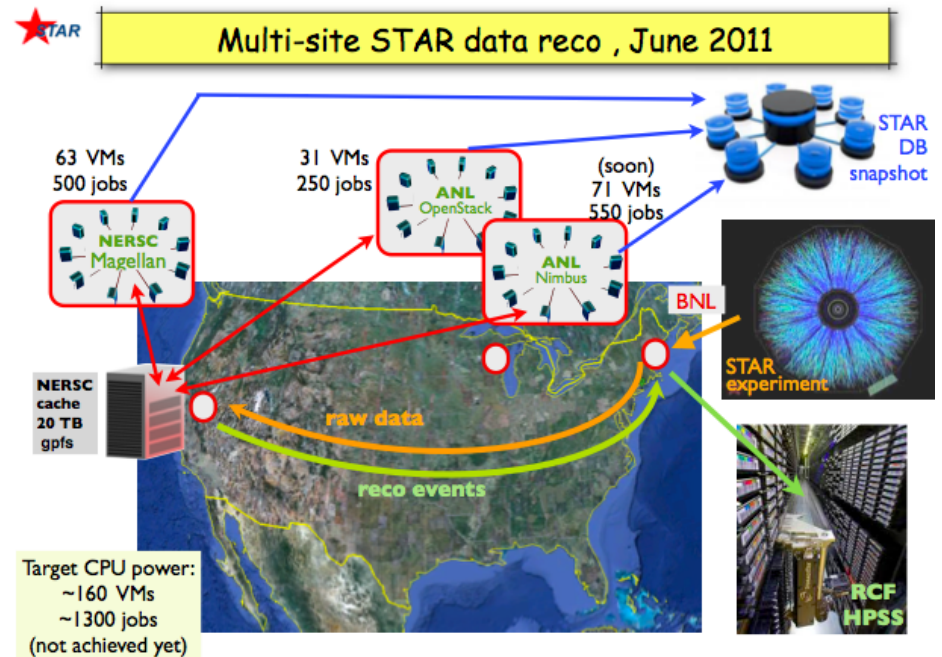 STAR
Multi-site STAR data reco , June 2011
63 VMs
500 jobs
31 VMs
250 jobs
(soon)
71 VMs
550 jobs
STAR
DB
snapshot
NERSC
Magellan
ANL
OpenStack
ANL
Nimbus
BNL
STAR
experiment
NERSC
cache
20 TB
gpfs
raw data
reco events
Target CPU power:
~160 VMs
~1300 jobs
(not achieved yet)
RCF
HPSS